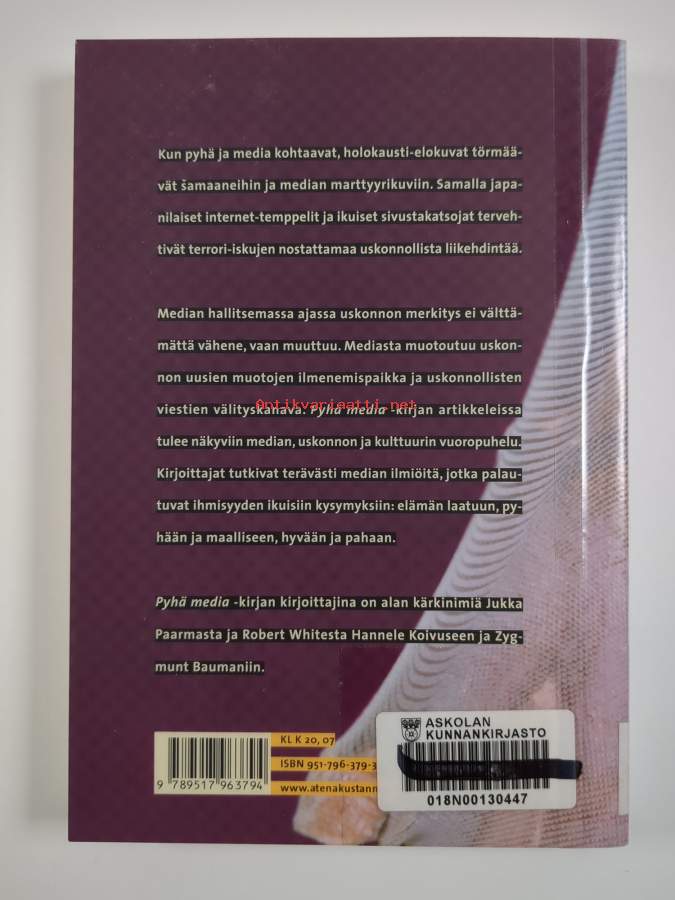 Kun pyhä ja media kohtaavat, holokausti-elokuvat törmää-
vät šamaaneihin ja median marttyyrikuviin. Samalla japa-
nilaiset internet-temppelit ja ikuiset sivustakatsojat terveh-
tivät terrori-iskujen nostattamaa uskonnollista liikehdintää.
Median hallitsemassa ajassa uskonnon merkitys ei välttä-
mättä vähene, vaan muuttuu. Mediasta muotoutuu uskon-
non uusien muotojen ilmenemispaikka ja uskonnollisten
viestien välityskanava. Pyhä media -kirjan artikkeleissa
Antikvariaatti.net
tulee näkyviin median, uskonnon ja kulttuurin vuoropuhelu.
Kirjoittajat tutkivat terävästi median ilmiöitä, jotka palau-
tuvat ihmisyyden ikuisiin kysymyksiin: elämän laatuun, py-
hään ja maalliseen, hyvään ja pahaan.
Pyhä media -kirjan kirjoittajina on alan kärkinimiä Jukka
Paarmasta ja Robert Whitesta Hannele Koivuseen ja Zyg-
munt Baumaniin.
KL K 20, 07
ISBN 951-796-379-3
www.atenakustann
9 789517 963794
ASKOLAN
KUNNANKIRJASTO
018N00130447